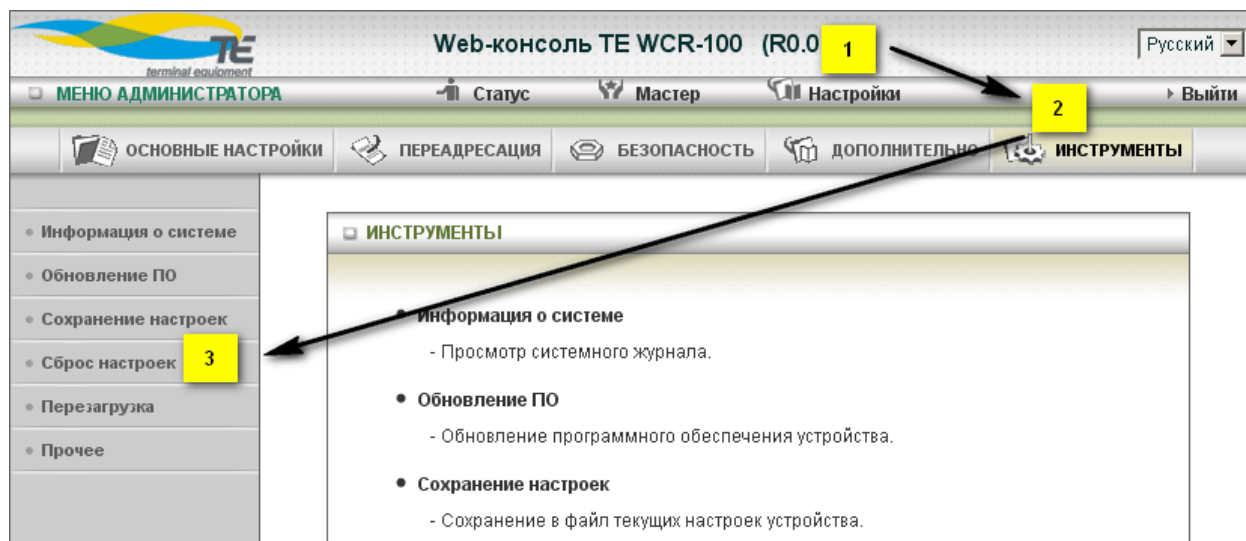 TE
terminal equipment
Web-консоль TE WCR-100 (R0.0
1
Русский
МЕНЮ АДМИНИСТРАТОРА
Статус
Мастер
Настройки
2
Выйти
ОСНОВНЫЕ НАСТРОЙКИ
ПЕРЕАДРЕСАЦИЯ
БЕЗОПАСНОСТЬ
ДОПОЛНИТЕЛЬНО
ИНСТРУМЕНТЫ
Информация о системе
Обновление ПО
Сохранение настроек
Сброс настроек
3
Перезагрузка
Прочее
ИНСТРУМЕНТЫ
Информация о системе
- Просмотр системного журнала.
Обновление ПО
- Обновление программного обеспечения устройства.
Сохранение настроек
- Сохранение в файл текущих настроек устройства.